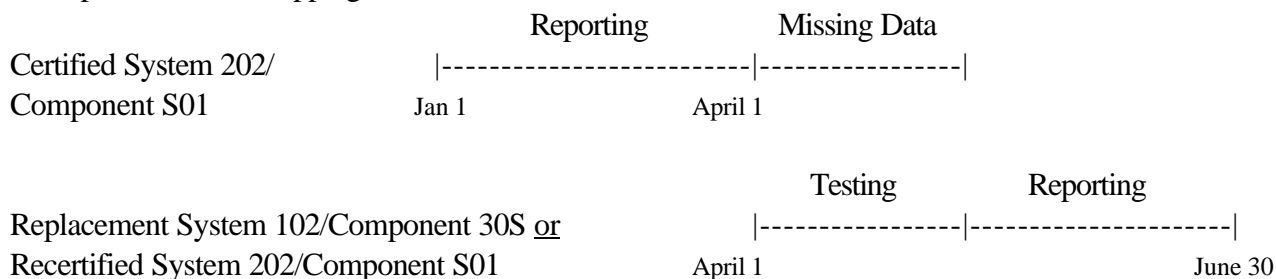 Reporting Missing Data
Certified System 202/ |--------------------------|-----------------|
Component S01 Jan 1 April 1
Testing Reporting
Replacement System 102/Component 30S or |-----------------|----------------------|
Recertified System 202/Component S01 April 1 June 30